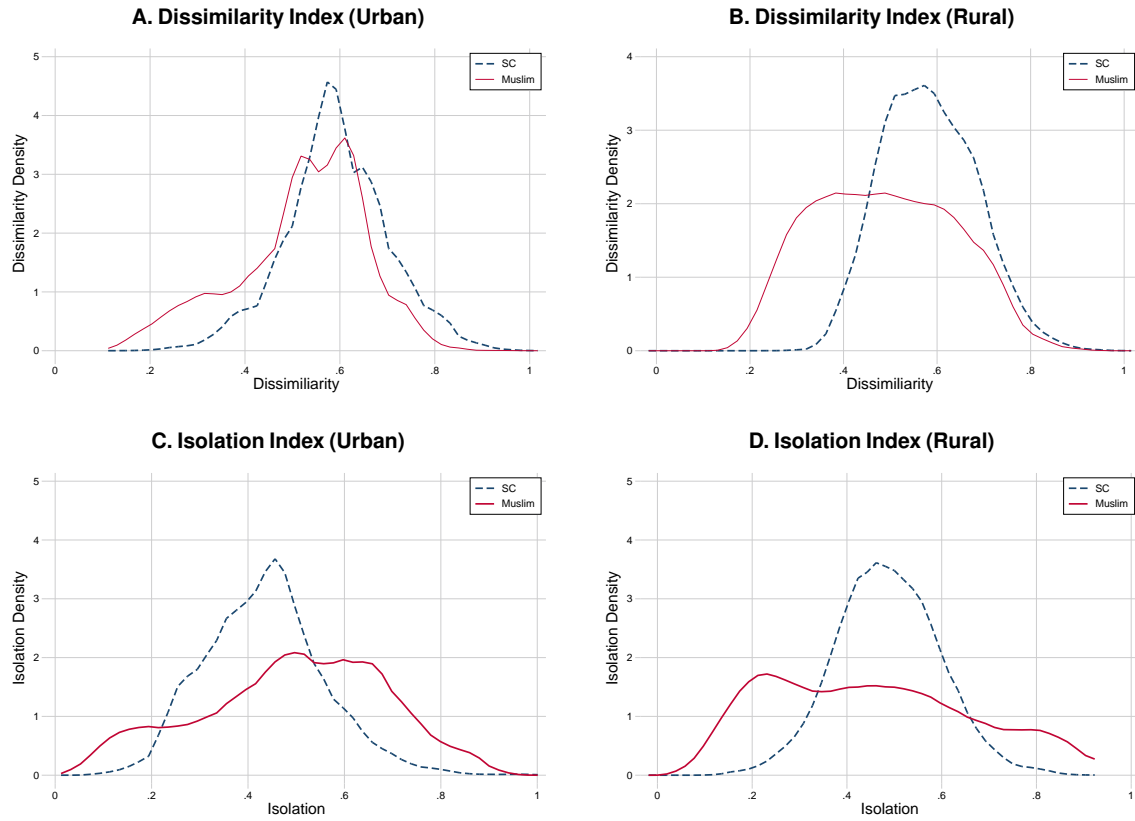 A. Dissimilarity Index (Urban)
Dissimilarity Density
5
4
3
2
1
0
SC
Muslim
0
.2
.4
.6
.8
1
Dissimiliarity
B. Dissimilarity Index (Rural)
Dissimilarity Density
4
3
2
1
0
SC
Muslim
0
.2
.4
.6
.8
1
Dissimilarity
C. Isolation Index (Urban)
Isolation Density
5
4
3
2
1
0
SC
Muslim
0
.2
.4
.6
.8
1
Isolation
D. Isolation Index (Rural)
Isolation Density
5
4
3
2
1
0
SC
Muslim
0
.2
.4
.6
.8
1
Isolation